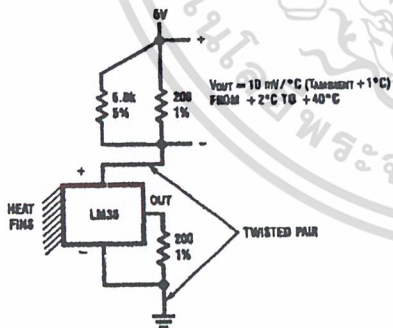 5V
+
6.8k
5%
200
1%
VOUT = 10 mV/°C (TAMBIENT +1°C)
FROM +2°C TO +40°C
-
+
HEAT
FINS
LM35
OUT
-
200
1%
TWISTED PAIR